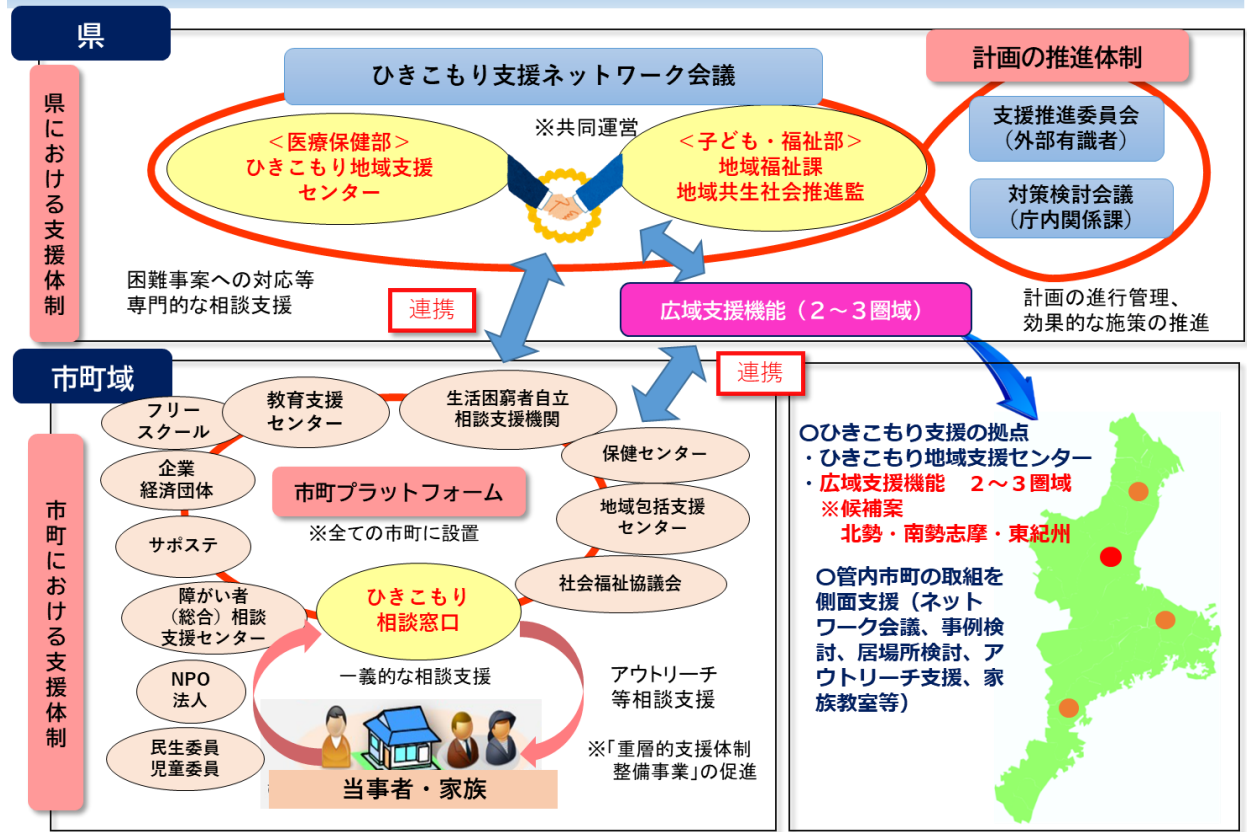 県
県における支援体制
ひきこもり支援ネットワーク会議
※共同運営
＜医療保健部＞
ひきこもり地域支援
センター
＜子ども・福祉部＞
地域福祉課
地域共生社会推進監
計画の推進体制
支援推進委員会
（外部有識者）
対策検討会議
（庁内関係課）
困難事案への対応等
専門的な相談支援
連携
広域支援機能（２～３圏域）
計画の進行管理、
効果的な施策の推進
市町域
市町における支援体制
連携
フリー
スクール
教育支援
センター
生活困窮者自立
相談支援機関
保健センター
企業
経済団体
市町プラットフォーム
※全ての市町に設置
地域包括支援
センター
サポステ
社会福祉協議会
障がい者
（総合）相談
支援センター
ひきこもり
相談窓口
一義的な相談支援
アウトリーチ
等相談支援
NPO
法人
民生委員
児童委員
※「重層的支援体制
整備事業」の促進
当事者・家族
〇ひきこもり支援の拠点
・ひきこもり地域支援センター
・広域支援機能　２～３圏域
※候補案
北勢・南勢志摩・東紀州
〇管内市町の取組を
側面支援（ネット
ワーク会議、事例検
討、居場所検討、ア
ウトリーチ支援、家
族教室等）